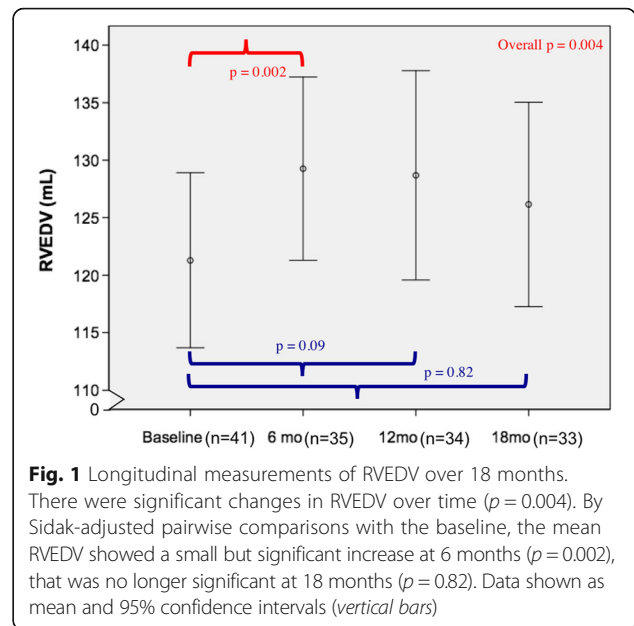 140
Overall p = 0.004
p = 0.002
135
130
RVEDV (mL)
125
120
115
p = 0.09
p = 0.82
110
0
Baseline (n=41) 6 mo (n=35) 12mo (n=34) 18mo (n=33)
Fig. 1 Longitudinal measurements of RVEDV over 18 months.
There were significant changes in RVEDV over time (p = 0.004). By
Sidak-adjusted pairwise comparisons with the baseline, the mean
RVEDV showed a small but significant increase at 6 months (p = 0.002),
that was no longer significant at 18 months (p = 0.82). Data shown as
mean and 95% confidence intervals (vertical bars)